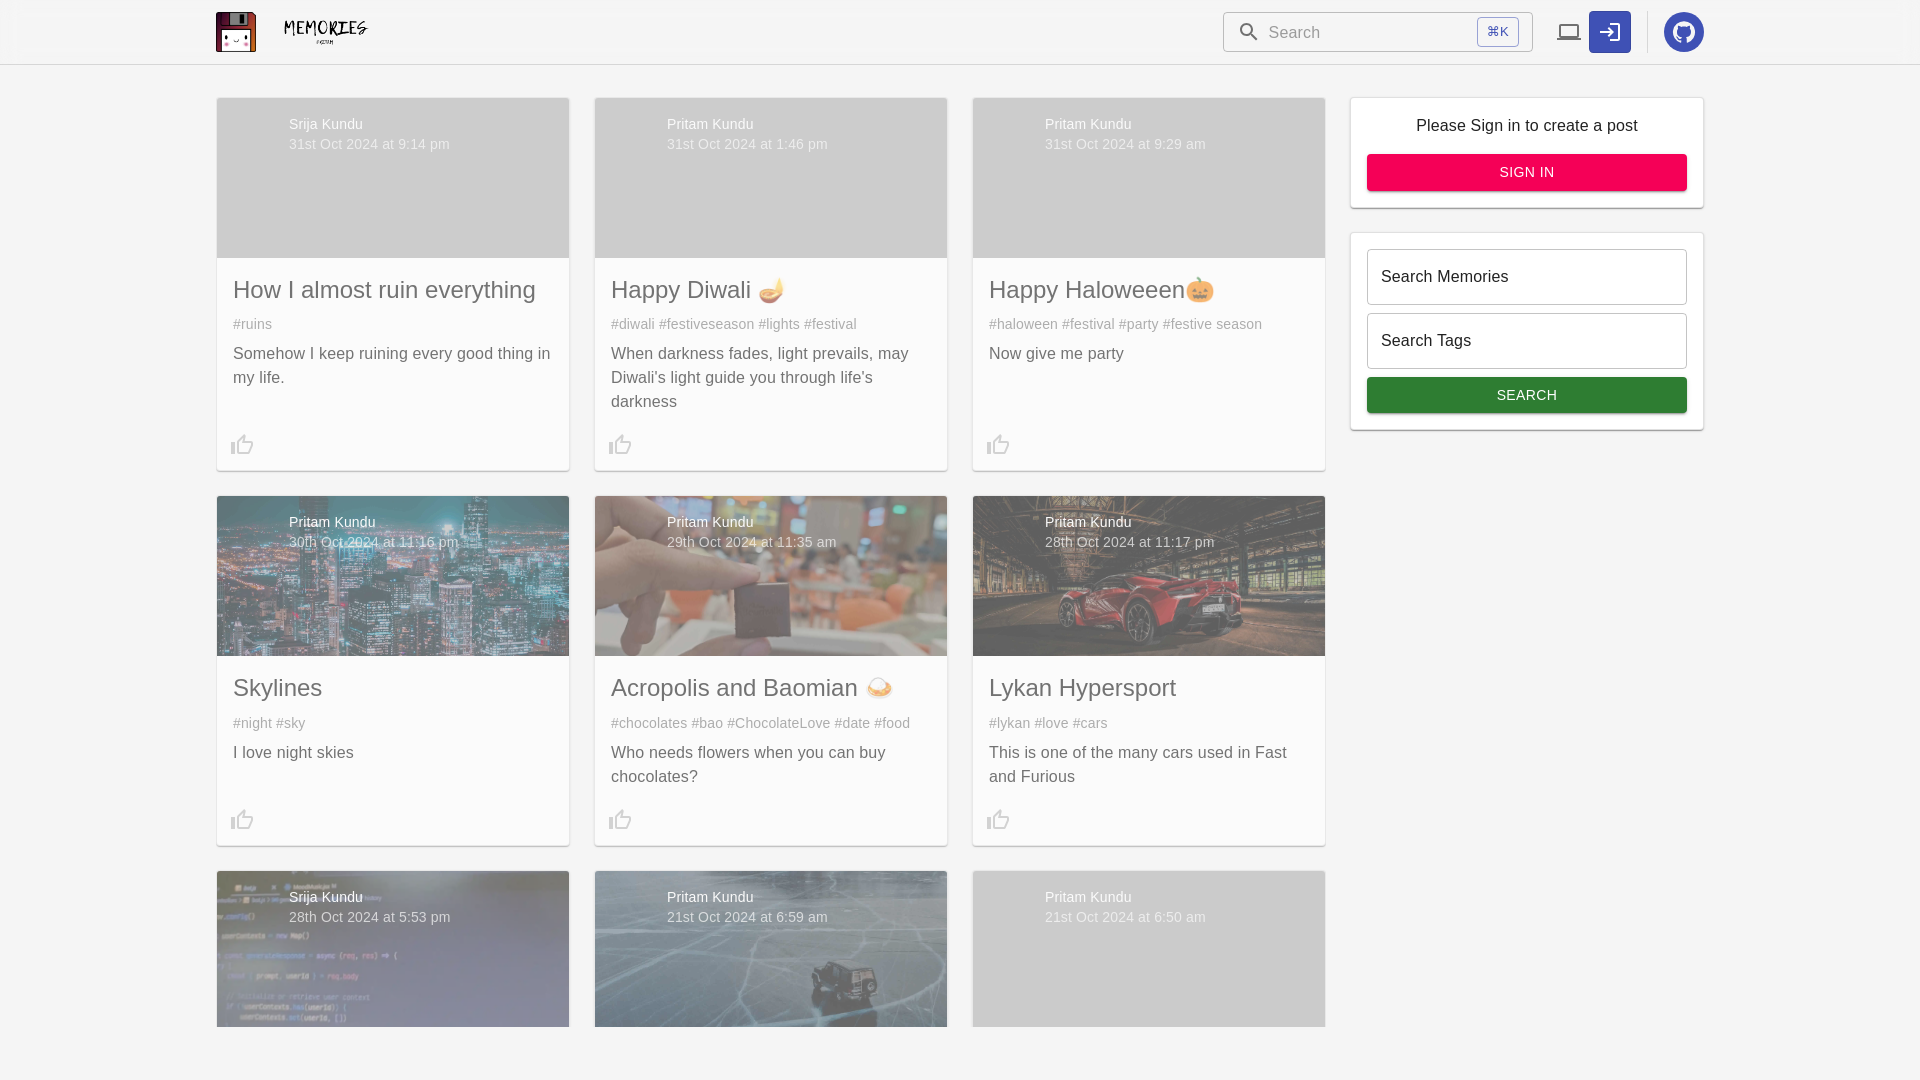 MEMORIES
Search
⌘K
Srija Kundu
31st Oct 2024 at 9:14 pm
How I almost ruin everything
#ruins
Somehow I keep ruining every good thing in
my life.
Pritam Kundu
31st Oct 2024 at 1:46 pm
Happy Diwali 🪔
#diwali #festiveseason #lights #festival
When darkness fades, light prevails, may
Diwali's light guide you through life's
darkness
Pritam Kundu
31st Oct 2024 at 9:29 am
Happy Haloweeen🎃
#haloween #festival #party #festive season
Now give me party
Please Sign in to create a post
SIGN IN
Search Memories
Search Tags
SEARCH
Pritam Kundu
30th Oct 2024 at 11:16 pm
Skylines
#night #sky
I love night skies
Pritam Kundu
29th Oct 2024 at 11:35 am
Acropolis and Baomian 🍛
#chocolates #bao #ChocolateLove #date #food
Who needs flowers when you can buy
chocolates?
Pritam Kundu
28th Oct 2024 at 11:17 pm
Lykan Hypersport
#lykan #love #cars
This is one of the many cars used in Fast
and Furious
Srija Kundu
28th Oct 2024 at 5:53 pm
Pritam Kundu
21st Oct 2024 at 6:59 am
Pritam Kundu
21st Oct 2024 at 6:50 am